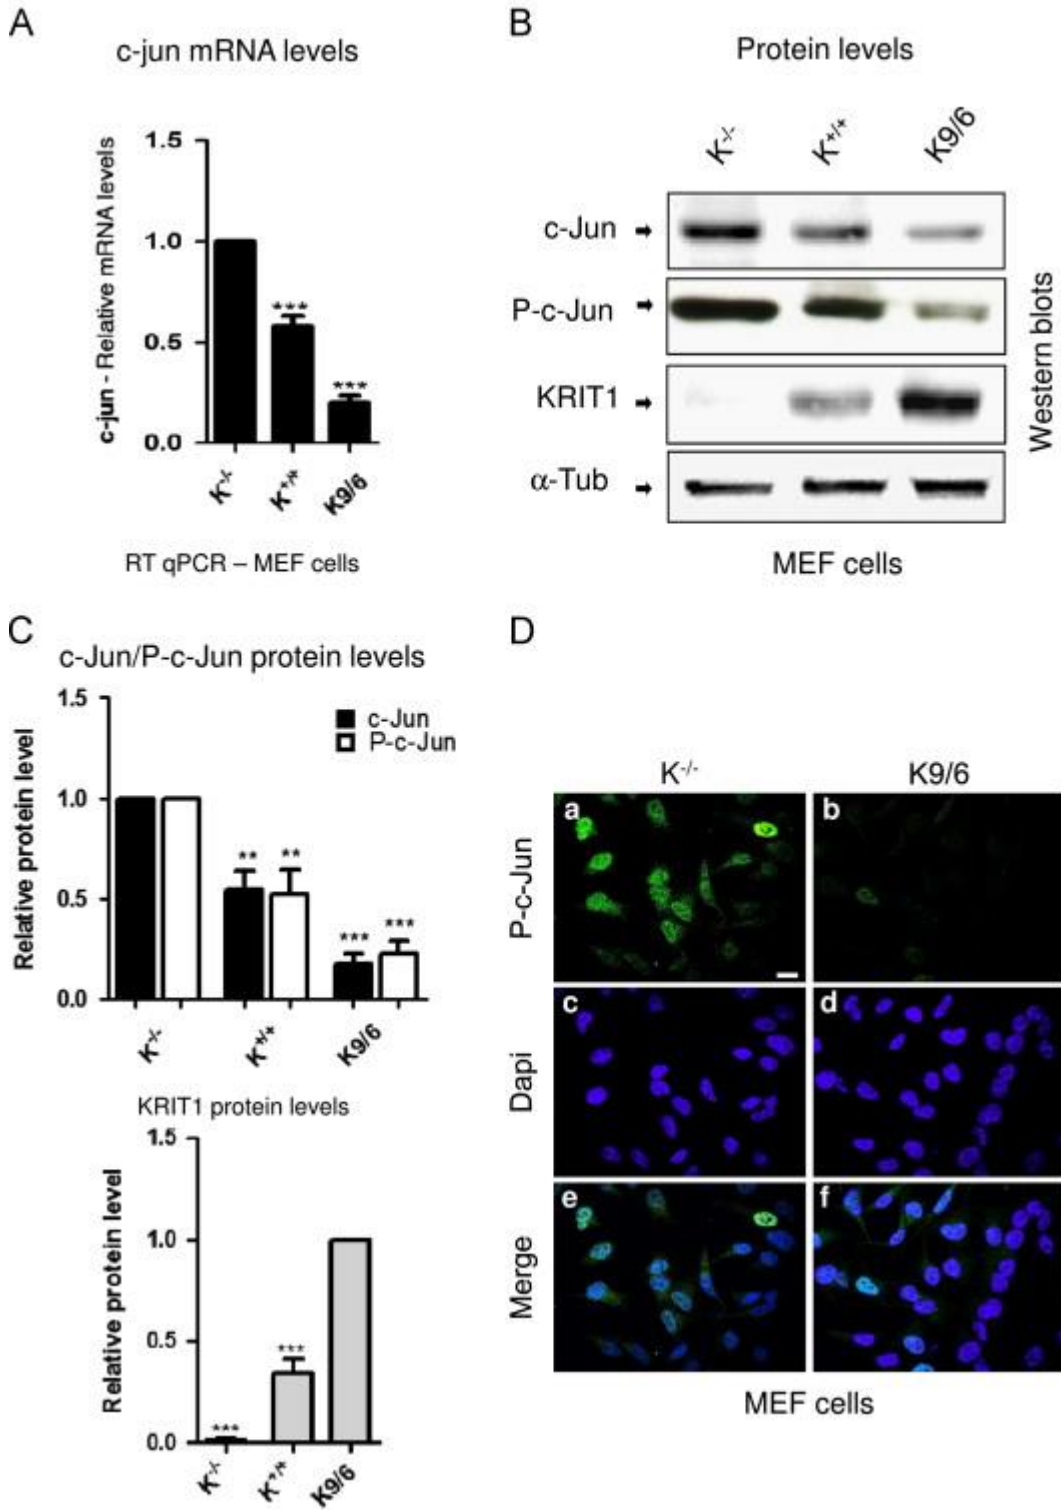 A
c-jun mRNA levels
c-jun - Relative mRNA levels
1.5
1.0
0.5
0.0
***
***
K-/-
K+/+
K9/6
RT qPCR – MEF cells
B
Protein levels
K-/-
K+/+
K9/6
c-Jun
P-c-Jun
KRIT1
α-Tub
Western blots
MEF cells
C
c-Jun/P-c-Jun protein levels
Relative protein level
1.5
1.0
0.5
0.0
c-Jun
P-c-Jun
**
**
***
***
K-/-
K+/+
K9/6
KRIT1 protein levels
Relative protein level
1.5
1.0
0.5
0.0
***
***
K-/-
K+/+
K9/6
D
K-/-
K9/6
P-c-Jun
a
b
Dapi
c
d
Merge
e
f
MEF cells